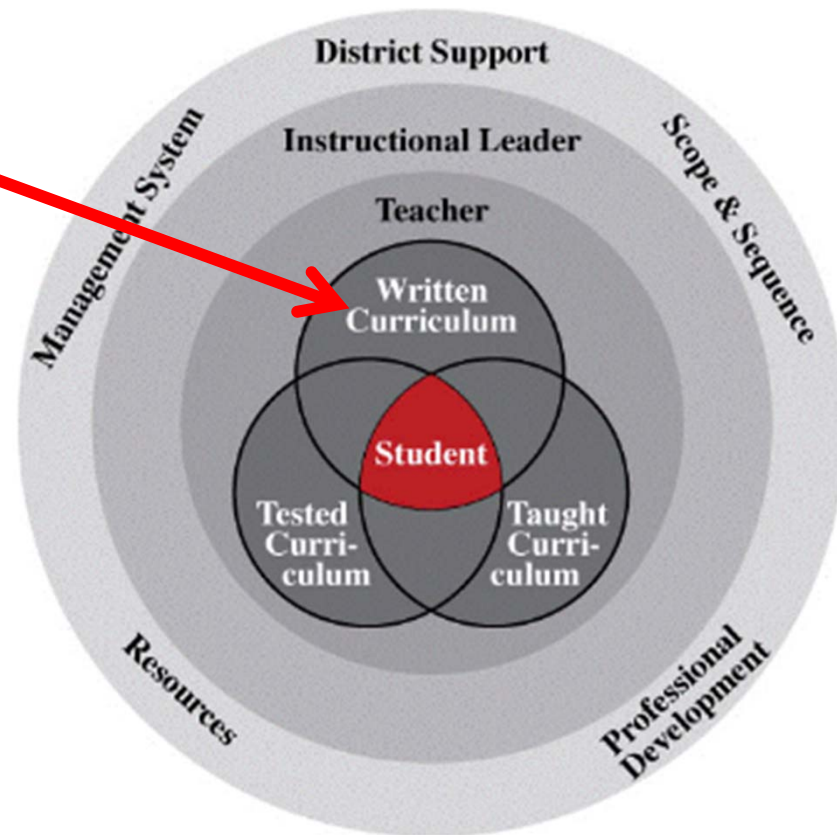 District Support
Management System
Scope & Sequence
Instructional Leader
Teacher
Written
Curriculum
Student
Tested
Curri-
culum
Taught
Curri-
culum
Resources
Professional
Development